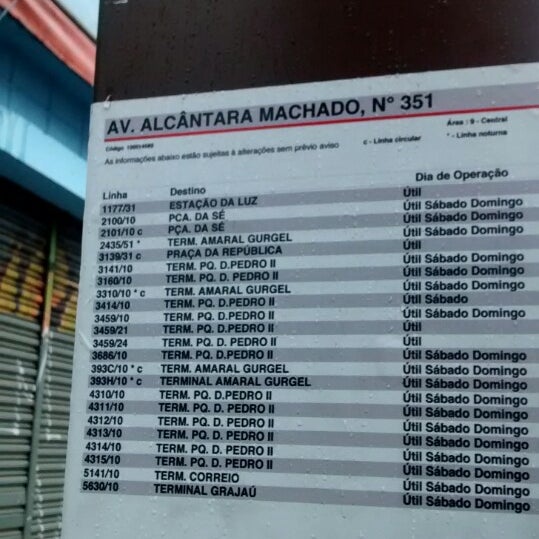 AV. ALCÂNTARA MACHADO, N° 351
Área : 9 - Central
As informações abaixo estão sujeitas à alterações sem prévio aviso c - Linha circular * - Linha noturna
Linha Destino Dia de Operação
1177/31 ESTAÇÃO DA LUZ Útil
2100/10 PCA. DA SÉ Útil Sábado Domingo
2101/10 c PÇA. DA SÉ Útil Sábado Domingo
2435/51 * TERM. AMARAL GURGEL Útil Sábado Domingo
3139/31 c PRAÇA DA REPÚBLICA Útil
3141/10 TERM. PQ. D.PEDRO II Útil Sábado Domingo
3160/10 TERM. PQ. D.PEDRO II Útil Sábado Domingo
3310/10 * c TERM. AMARAL GURGEL Útil Sábado Domingo
3414/10 TERM. PQ. D.PEDRO II Útil Sábado
3459/10 TERM. PQ. D.PEDRO II Útil Sábado Domingo
3459/21 TERM. PQ. D.PEDRO II Útil
3459/24 TERM. PQ. D.PEDRO II Útil
3686/10 TERM. PQ. D.PEDRO II Útil Sábado Domingo
393C/10 * c TERM. AMARAL GURGEL Útil Sábado Domingo
393H/10 * c TERMINAL AMARAL GURGEL Útil Sábado Domingo
4310/10 TERM. PQ. D. PEDRO II Útil Sábado Domingo
4311/10 TERM. PQ. D. PEDRO II Útil Sábado Domingo
4312/10 TERM. PQ. D. PEDRO II Útil Sábado Domingo
4313/10 TERM. PQ. D. PEDRO II Útil Sábado Domingo
4314/10 TERM. PQ. D. PEDRO II Útil Sábado Domingo
4315/10 TERM. PQ. D. PEDRO II Útil Sábado Domingo
5141/10 TERM. CORREIO Útil Sábado Domingo
5630/10 TERMINAL GRAJAÚ Útil Sábado Domingo